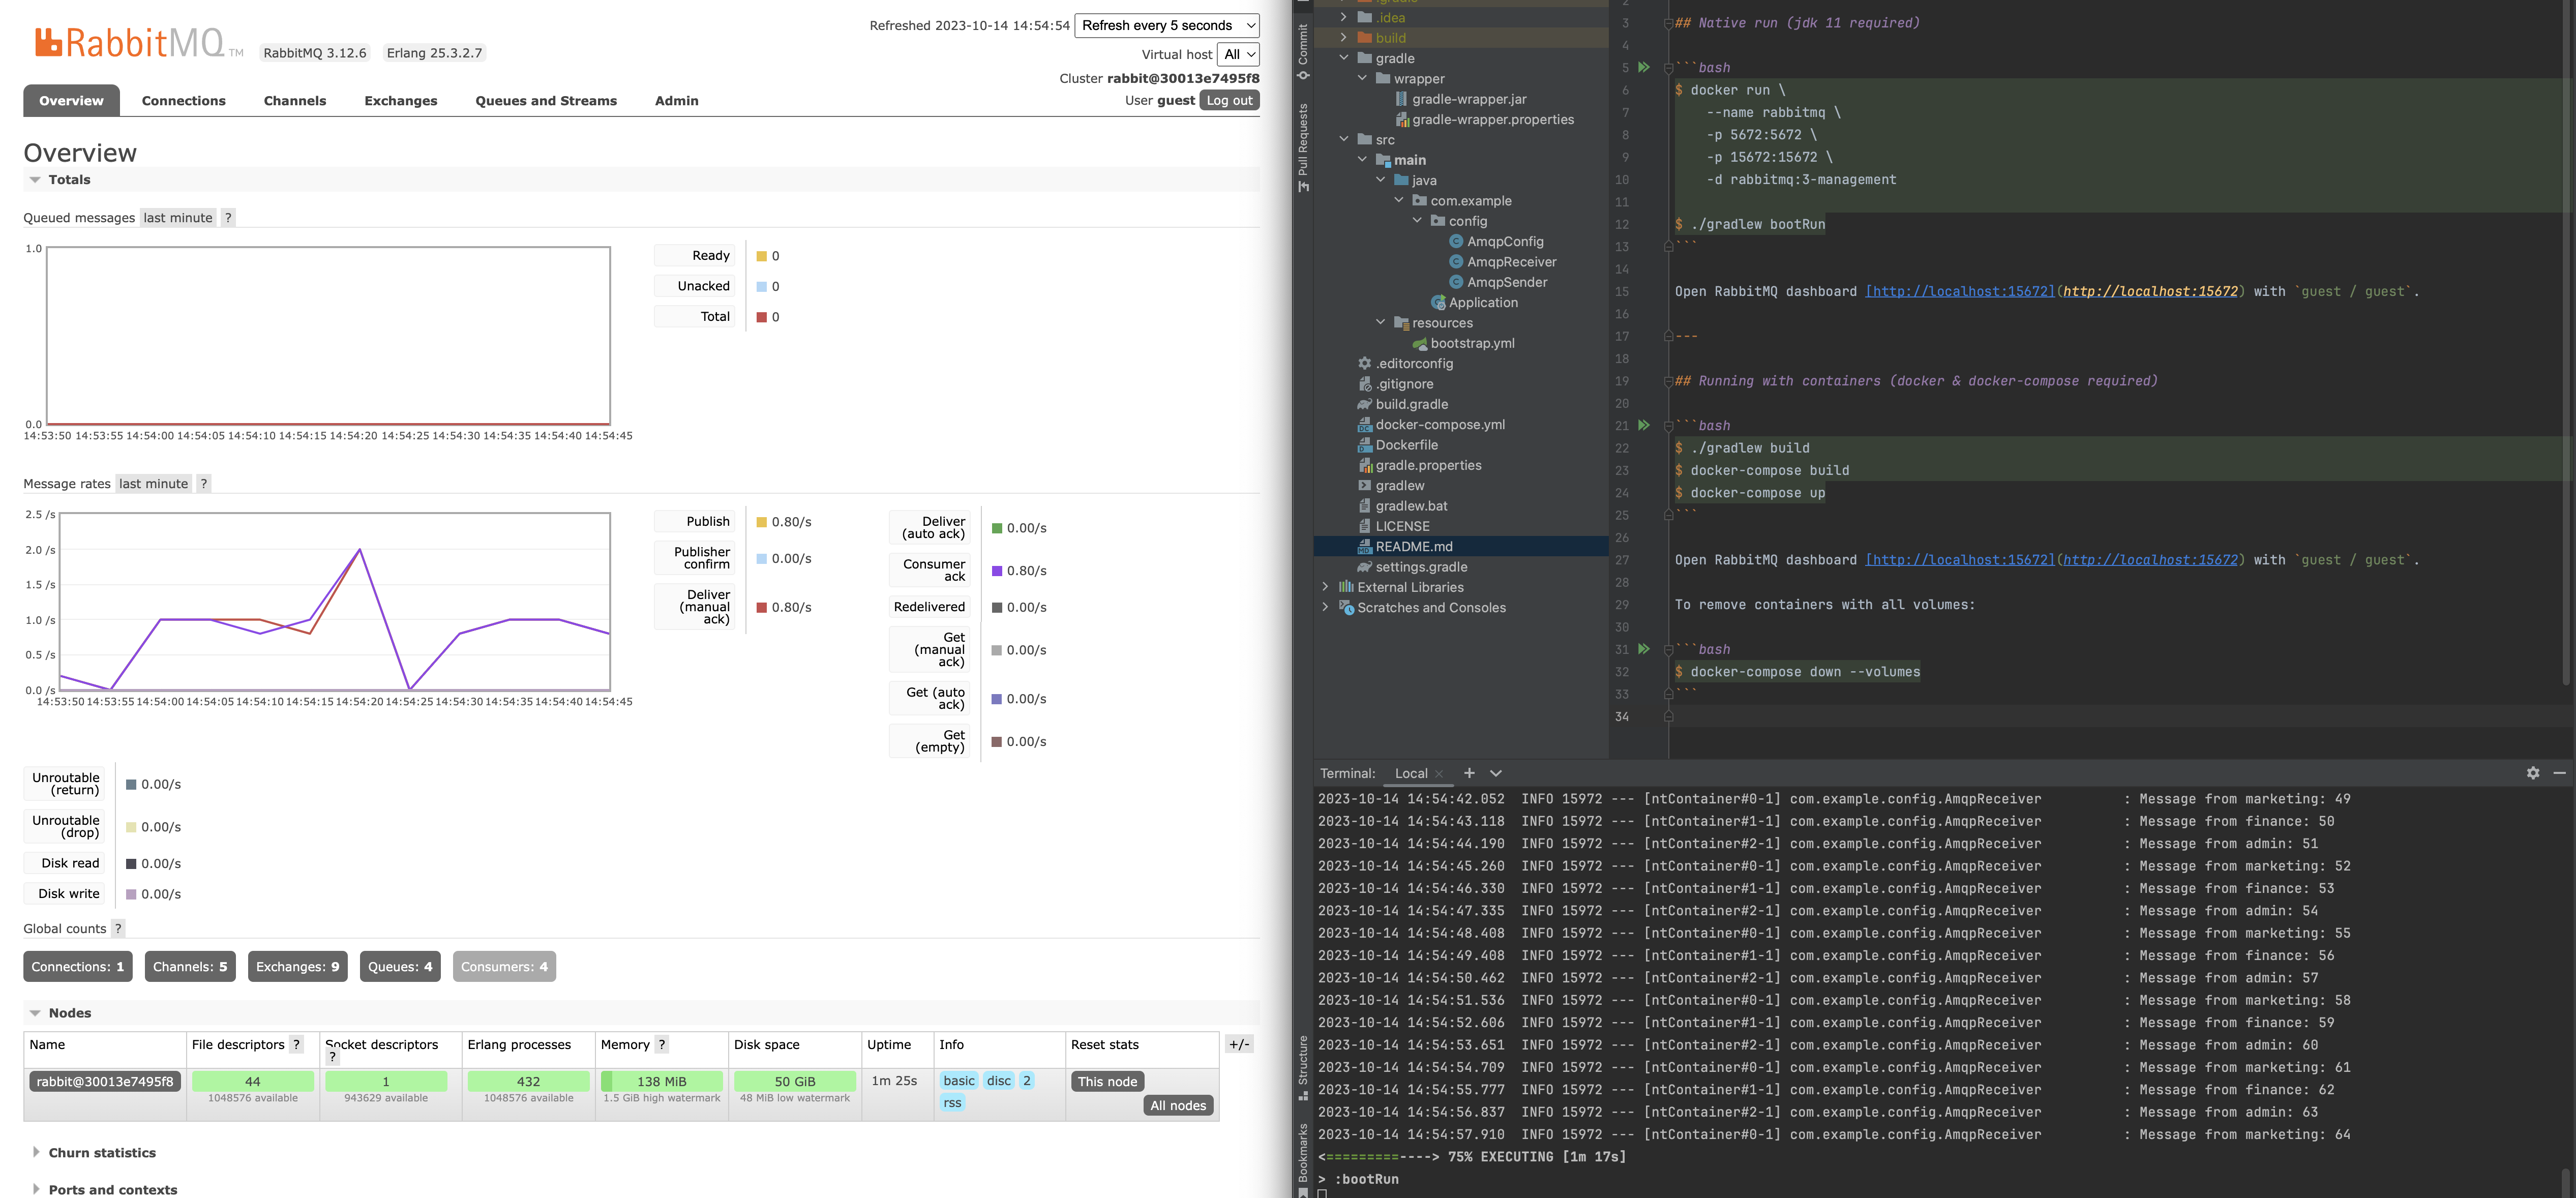 RabbitMQ TM
RabbitMQ 3.12.6
Erlang 25.3.2.7
Refreshed 2023-10-14 14:54:54
Refresh every 5 seconds
Virtual host
All
Cluster rabbit@30013e7495f8
User guest
Log out
Overview
Connections
Channels
Exchanges
Queues and Streams
Admin
Overview
Totals
Queued messages last minute ?
1.0
0.0
14:53:50 14:53:55 14:54:00 14:54:05 14:54:10 14:54:15 14:54:20 14:54:25 14:54:30 14:54:35 14:54:40 14:54:45
Ready 0
Unacked 0
Total 0
Message rates last minute ?
2.5 /s
2.0 /s
1.5 /s
1.0 /s
0.5 /s
0.0 /s
14:53:50 14:53:55 14:54:00 14:54:05 14:54:10 14:54:15 14:54:20 14:54:25 14:54:30 14:54:35 14:54:40 14:54:45
Publish 0.80/s
Publisher
confirm 0.00/s
Deliver
(manual
ack) 0.80/s
Deliver
(auto ack) 0.00/s
Consumer
ack 0.80/s
Redelivered 0.00/s
Get
(manual
ack) 0.00/s
Get (auto
ack) 0.00/s
Get
(empty) 0.00/s
Unroutable
(return) 0.00/s
Unroutable
(drop) 0.00/s
Disk read 0.00/s
Disk write 0.00/s
Global counts ?
Connections: 1
Channels: 5
Exchanges: 9
Queues: 4
Consumers: 4
Nodes
Name
File descriptors ?
Socket descriptors
?
Erlang processes
Memory ?
Disk space
Uptime
Info
Reset stats
+/-
rabbit@30013e7495f8
44
1048576 available
1
943629 available
432
1048576 available
138 MiB
1.5 GiB high watermark
50 GiB
48 MiB low watermark
1m 25s
basic disc 2
rss
This node
All nodes
Churn statistics
Ports and contexts
Commit
Pull Requests
Structure
Bookmarks
.gradle
.idea
build
gradle
wrapper
gradle-wrapper.jar
gradle-wrapper.properties
src
main
java
com.example
config
AmqpConfig
AmqpReceiver
AmqpSender
Application
resources
bootstrap.yml
.editorconfig
.gitignore
build.gradle
docker-compose.yml
Dockerfile
gradle.properties
gradlew
gradlew.bat
LICENSE
README.md
settings.gradle
External Libraries
Scratches and Consoles
2
3 ## Native run (jdk 11 required)
4
5 ```bash
6 $ docker run \
7 --name rabbitmq \
8 -p 5672:5672 \
9 -p 15672:15672 \
10 -d rabbitmq:3-management
11
12 $ ./gradlew bootRun
13 ```
14
15 Open RabbitMQ dashboard [http://localhost:15672](http://localhost:15672) with `guest / guest`.
16
17 ---
18
19 ## Running with containers (docker & docker-compose required)
20
21 ```bash
22 $ ./gradlew build
23 $ docker-compose build
24 $ docker-compose up
25 ```
26
27 Open RabbitMQ dashboard [http://localhost:15672](http://localhost:15672) with `guest / guest`.
28
29 To remove containers with all volumes:
30
31 ```bash
32 $ docker-compose down --volumes
33 ```
34
Terminal: Local
2023-10-14 14:54:42.052 INFO 15972 --- [ntContainer#0-1] com.example.config.AmqpReceiver : Message from marketing: 49
2023-10-14 14:54:43.118 INFO 15972 --- [ntContainer#1-1] com.example.config.AmqpReceiver : Message from finance: 50
2023-10-14 14:54:44.190 INFO 15972 --- [ntContainer#2-1] com.example.config.AmqpReceiver : Message from admin: 51
2023-10-14 14:54:45.260 INFO 15972 --- [ntContainer#0-1] com.example.config.AmqpReceiver : Message from marketing: 52
2023-10-14 14:54:46.330 INFO 15972 --- [ntContainer#1-1] com.example.config.AmqpReceiver : Message from finance: 53
2023-10-14 14:54:47.335 INFO 15972 --- [ntContainer#2-1] com.example.config.AmqpReceiver : Message from admin: 54
2023-10-14 14:54:48.408 INFO 15972 --- [ntContainer#0-1] com.example.config.AmqpReceiver : Message from marketing: 55
2023-10-14 14:54:49.408 INFO 15972 --- [ntContainer#1-1] com.example.config.AmqpReceiver : Message from finance: 56
2023-10-14 14:54:50.462 INFO 15972 --- [ntContainer#2-1] com.example.config.AmqpReceiver : Message from admin: 57
2023-10-14 14:54:51.536 INFO 15972 --- [ntContainer#0-1] com.example.config.AmqpReceiver : Message from marketing: 58
2023-10-14 14:54:52.606 INFO 15972 --- [ntContainer#1-1] com.example.config.AmqpReceiver : Message from finance: 59
2023-10-14 14:54:53.651 INFO 15972 --- [ntContainer#2-1] com.example.config.AmqpReceiver : Message from admin: 60
2023-10-14 14:54:54.709 INFO 15972 --- [ntContainer#0-1] com.example.config.AmqpReceiver : Message from marketing: 61
2023-10-14 14:54:55.777 INFO 15972 --- [ntContainer#1-1] com.example.config.AmqpReceiver : Message from finance: 62
2023-10-14 14:54:56.837 INFO 15972 --- [ntContainer#2-1] com.example.config.AmqpReceiver : Message from admin: 63
2023-10-14 14:54:57.910 INFO 15972 --- [ntContainer#0-1] com.example.config.AmqpReceiver : Message from marketing: 64
<=========----> 75% EXECUTING [1m 17s]
> :bootRun